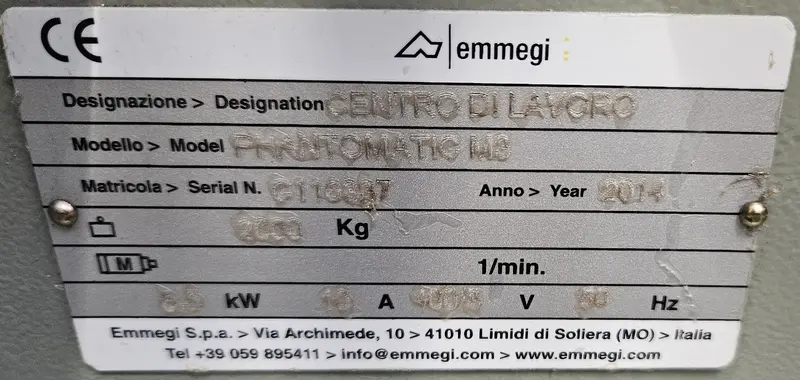 CE emmegi
Designazione > Designation CENTRO DI LAVORO
Modello > Model PHANTOMATIC M3
Matricola > Serial N. Anno > Year 2014
Kg
M 1/min.
kW A V Hz
Emmegi S.p.a. > Via Archimede, 10 > 41010 Limidi di Soliera (MO) > Italia
Tel +39 059 895411 > info@emmegi.com > www.emmegi.com